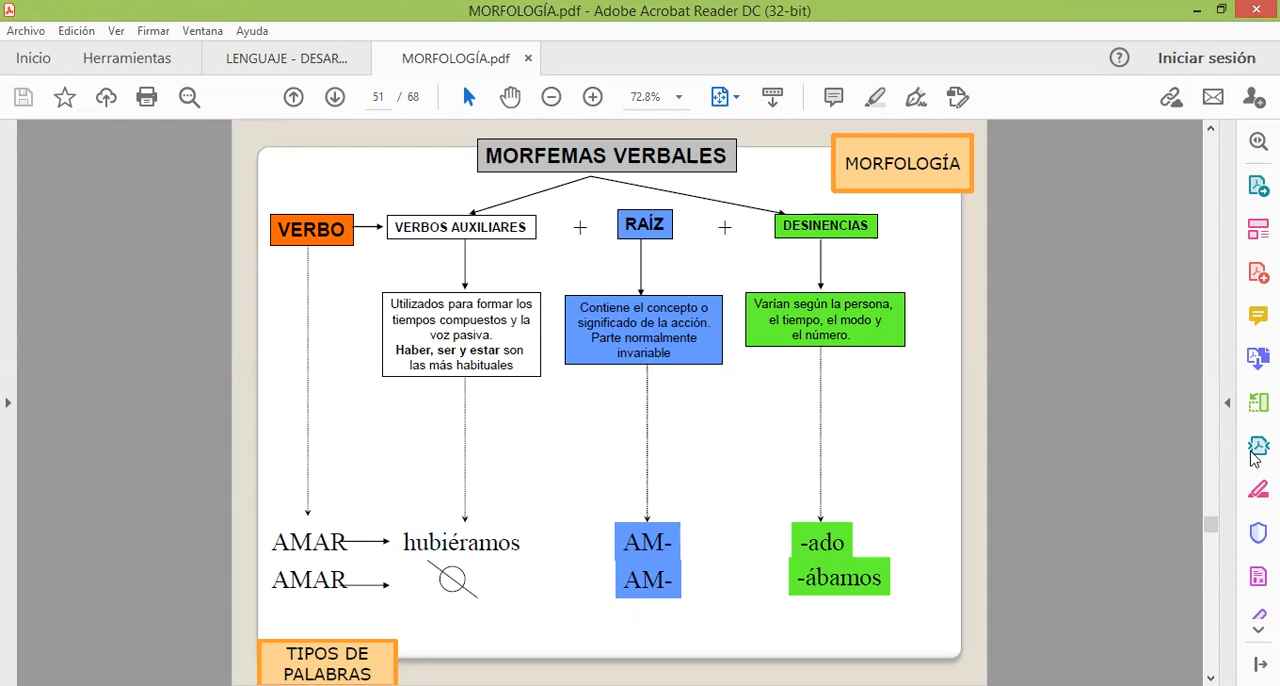 MORFOLOGÍA.pdf - Adobe Acrobat Reader DC (32-bit)
Archivo Edición Ver Firmar Ventana Ayuda
Inicio Herramientas LENGUAJE - DESAR... MORFOLOGÍA.pdf × Iniciar sesión
51 / 68 72.8%
MORFEMAS VERBALES
MORFOLOGÍA
VERBO VERBOS AUXILIARES + RAÍZ + DESINENCIAS
Utilizados para formar los
tiempos compuestos y la
voz pasiva.
Haber, ser y estar son
las más habituales
Contiene el concepto o
significado de la acción.
Parte normalmente
invariable
Varían según la persona,
el tiempo, el modo y
el número.
AMAR hubiéramos AM- -ado
AMAR AM- -ábamos
TIPOS DE
PALABRAS